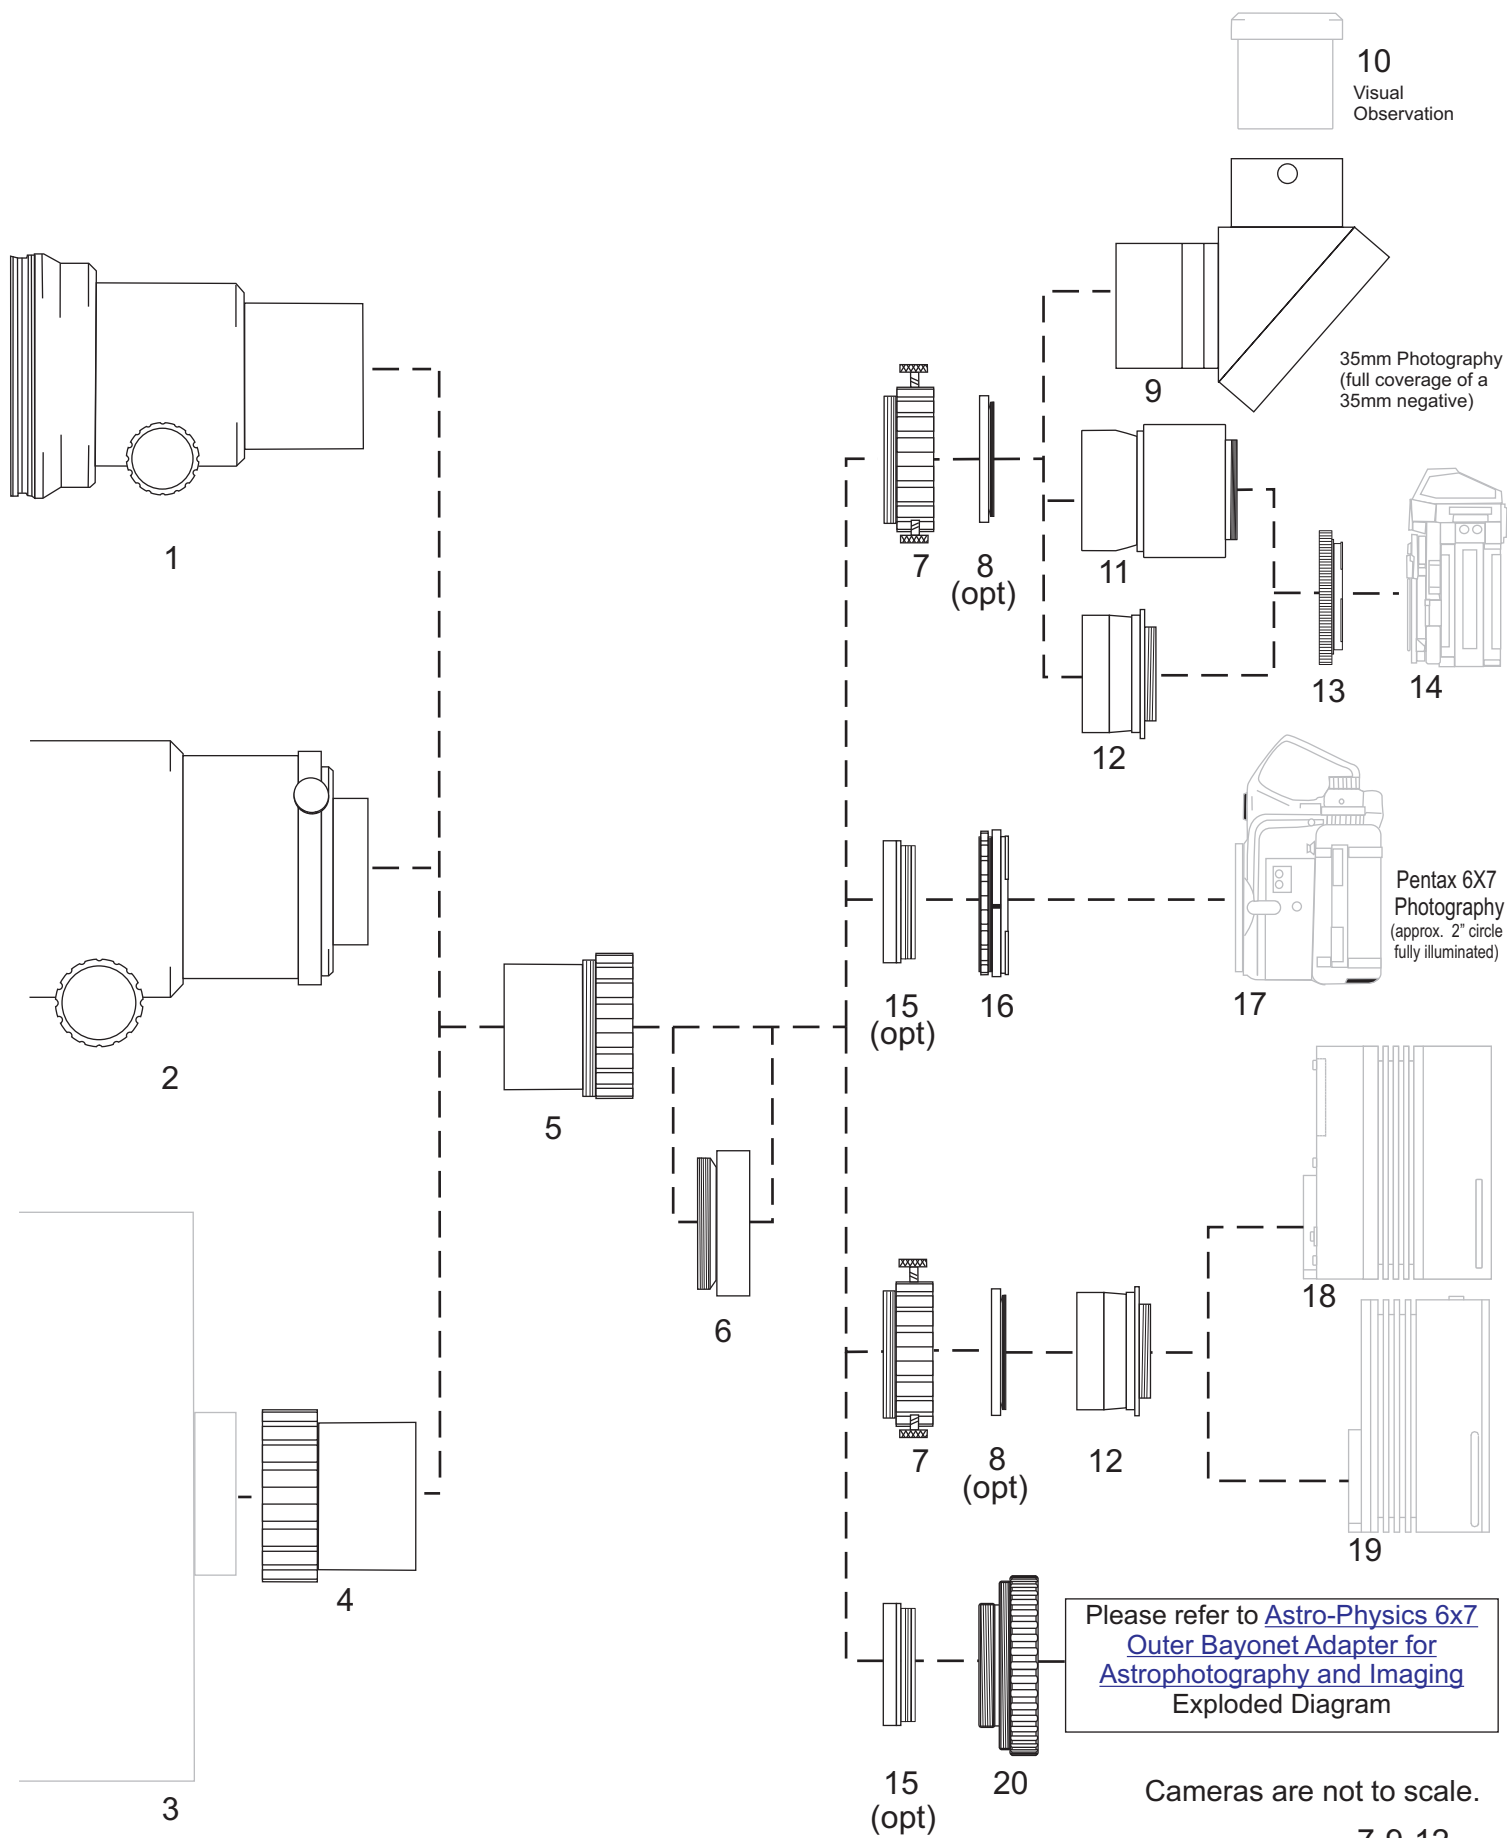 10
Visual
Observation
35mm Photography
(full coverage of a
35mm negative)
9
1
7
8
(opt)
11
13
14
12
Pentax 6X7
Photography
(approx. 2" circle
fully illuminated)
15
(opt)
16
17
2
5
6
18
7
8
(opt)
12
19
4
Please refer to Astro-Physics 6x7
Outer Bayonet Adapter for
Astrophotography and Imaging
Exploded Diagram
3
15
(opt)
20
Cameras are not to scale.
7-9-12